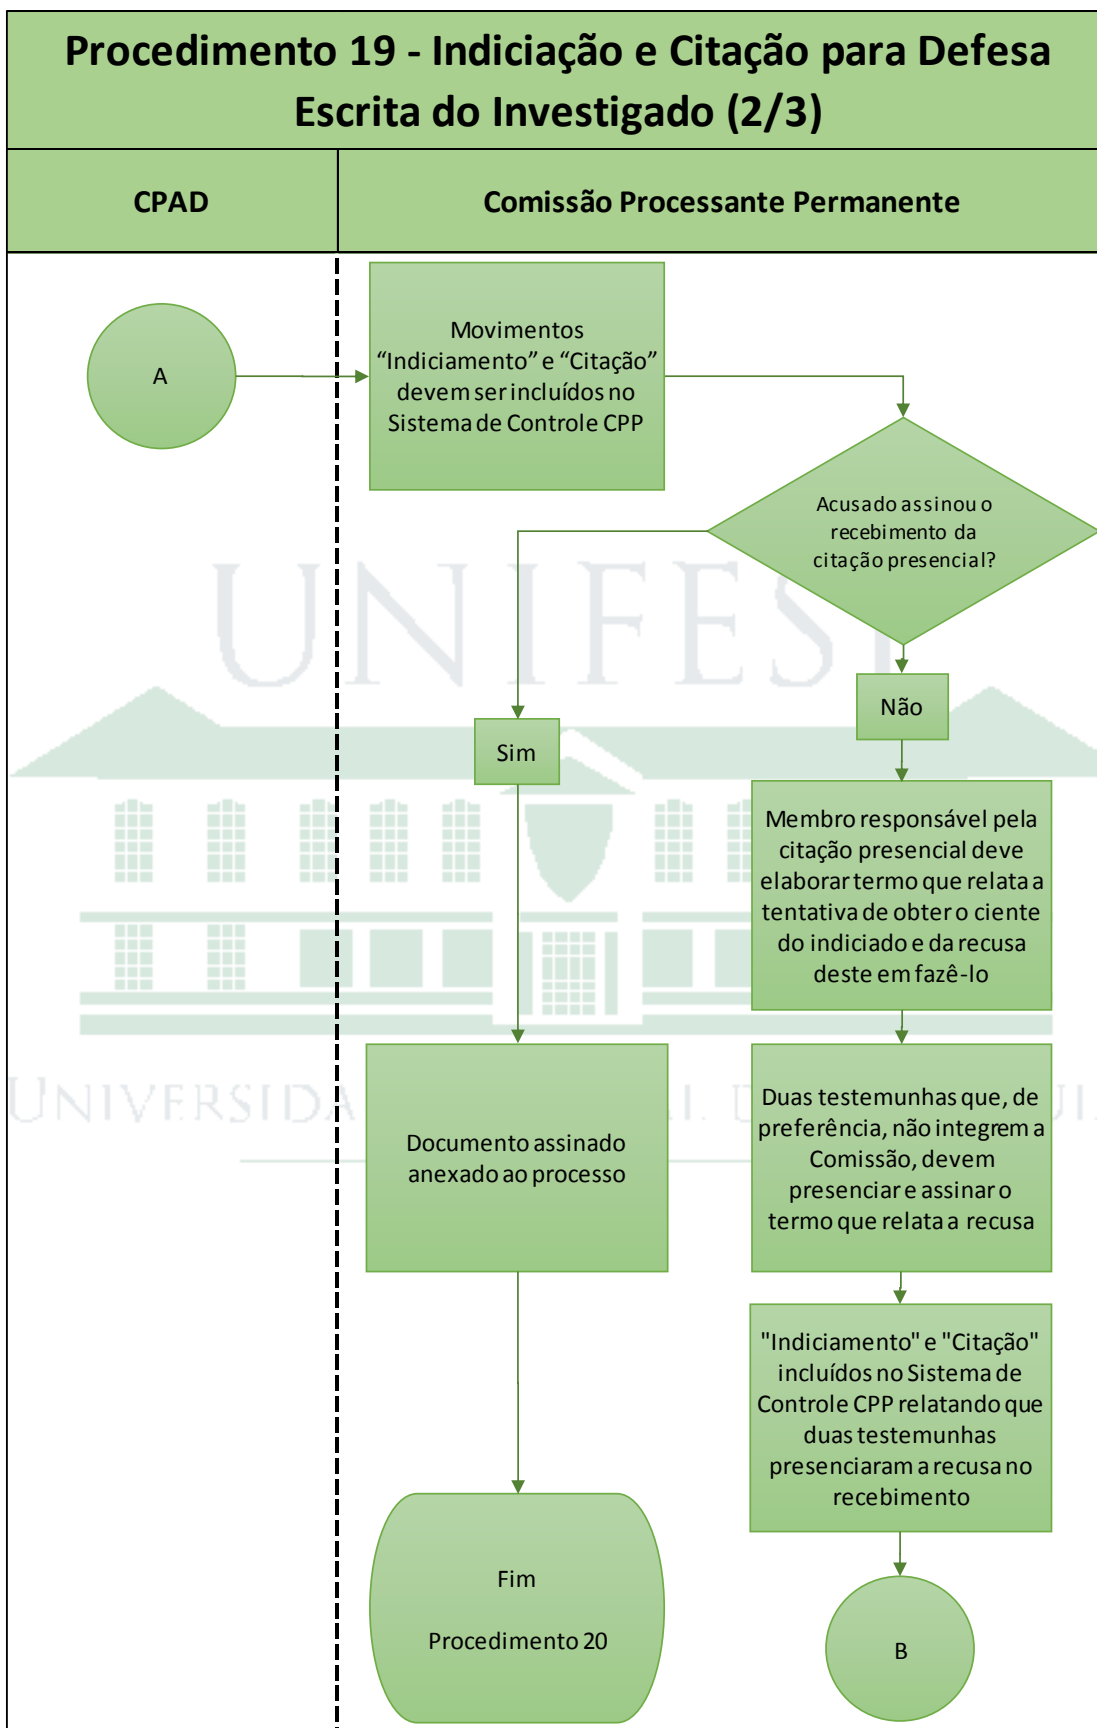 Procedimento 19 - Indiciação e Citação para Defesa
Escrita do Investigado (2/3)
CPAD
Comissão Processante Permanente
A
Movimentos
“Indiciamento” e “Citação”
devem ser incluídos no
Sistema de Controle CPP
Acusado assinou o
recebimento da
citação presencial?
UNIFESP
Não
Sim
Membro responsável pela
citação presencial deve
elaborar termo que relata a
tentativa de obter o ciente
do indiciado e da recusa
deste em fazê-lo
Documento assinado
anexado ao processo
Duas testemunhas que, de
preferência, não integrem a
Comissão, devem
presenciar e assinar o
termo que relata a recusa
"Indiciamento" e "Citação"
incluídos no Sistema de
Controle CPP relatando que
duas testemunhas
presenciaram a recusa no
recebimento
Fim
Procedimento 20
B